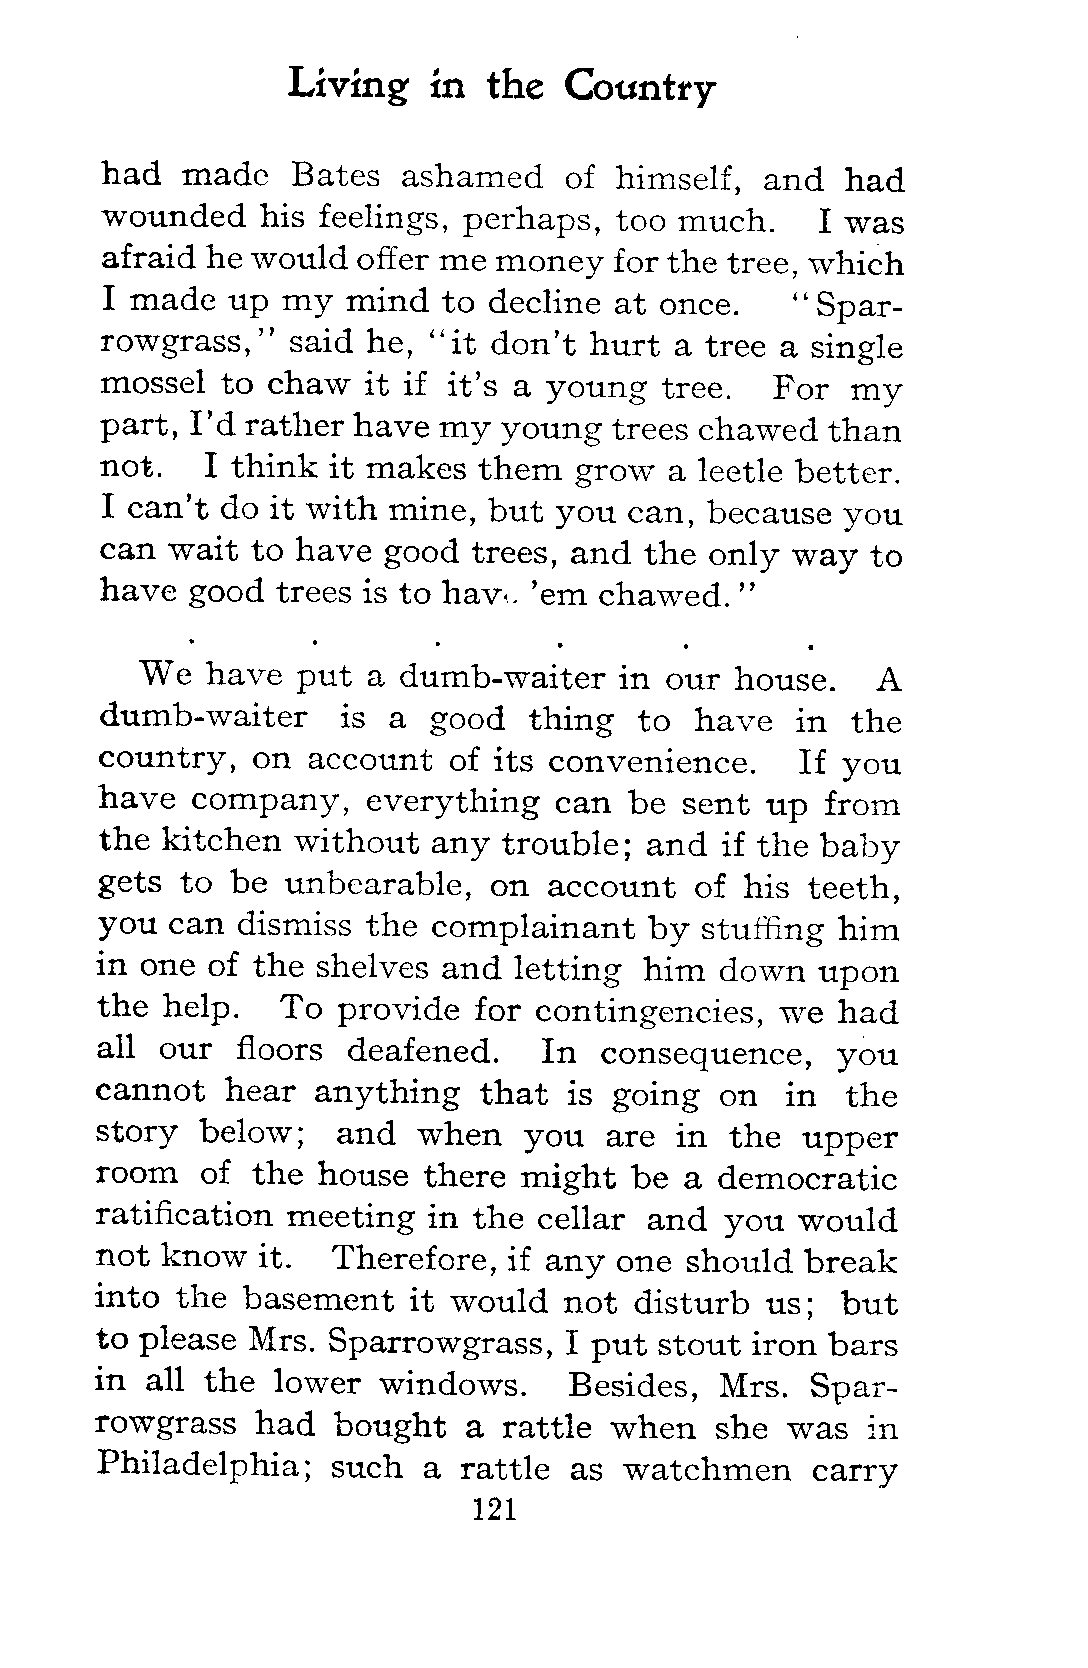 Living in the Country
had made Bates ashamed of himself, and had
wounded his feelings, perhaps, too much. I was
afraid he would offer me money for the tree, which
I made up my mind to decline at once. "Spar-
rowgrass," said he, "it don't hurt a tree a single
mossel to chaw it if it's a young tree. For my
part, I'd rather have my young trees chawed than
not. I think it makes them grow a leetle better.
I can't do it with mine, but you can, because you
can wait to have good trees, and the only way to
have good trees is to have 'em chawed."
. . . . . .
We have put a dumb-waiter in our house. A
dumb-waiter is a good thing to have in the
country, on account of its convenience. If you
have company, everything can be sent up from
the kitchen without any trouble; and if the baby
gets to be unbearable, on account of his teeth,
you can dismiss the complainant by stuffing him
in one of the shelves and letting him down upon
the help. To provide for contingencies, we had
all our floors deafened. In consequence, you
cannot hear anything that is going on in the
story below; and when you are in the upper
room of the house there might be a democratic
ratification meeting in the cellar and you would
not know it. Therefore, if any one should break
into the basement it would not disturb us; but
to please Mrs. Sparrowgrass, I put stout iron bars
in all the lower windows. Besides, Mrs. Spar-
rowgrass had bought a rattle when she was in
Philadelphia; such a rattle as watchmen carry
121